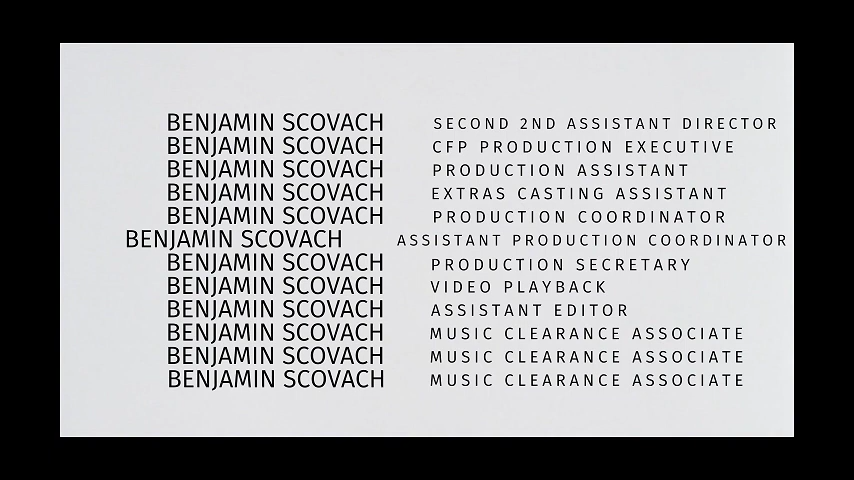 BENJAMIN SCOVACH SECOND 2ND ASSISTANT DIRECTOR
BENJAMIN SCOVACH CFP PRODUCTION EXECUTIVE
BENJAMIN SCOVACH PRODUCTION ASSISTANT
BENJAMIN SCOVACH EXTRAS CASTING ASSISTANT
BENJAMIN SCOVACH PRODUCTION COORDINATOR
BENJAMIN SCOVACH ASSISTANT PRODUCTION COORDINATOR
BENJAMIN SCOVACH PRODUCTION SECRETARY
BENJAMIN SCOVACH VIDEO PLAYBACK
BENJAMIN SCOVACH ASSISTANT EDITOR
BENJAMIN SCOVACH MUSIC CLEARANCE ASSOCIATE
BENJAMIN SCOVACH MUSIC CLEARANCE ASSOCIATE
BENJAMIN SCOVACH MUSIC CLEARANCE ASSOCIATE